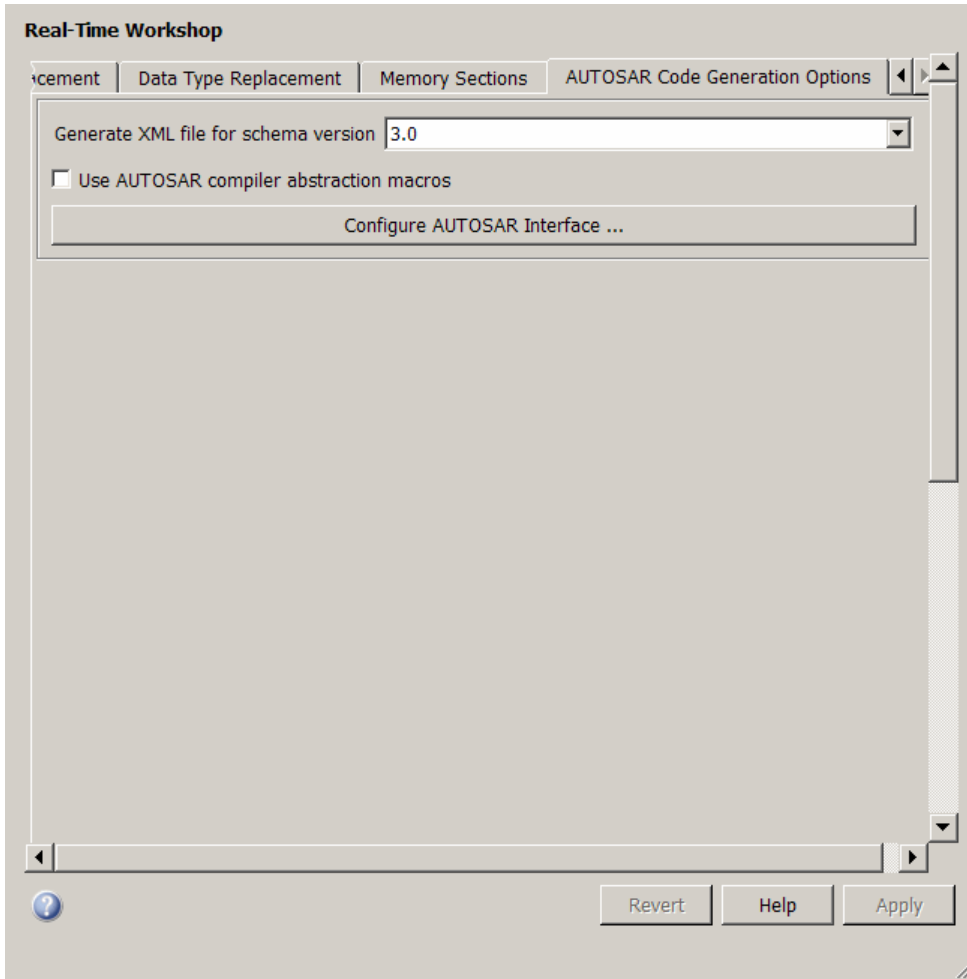 Real-Time Workshop
cement Data Type Replacement Memory Sections AUTOSAR Code Generation Options
Generate XML file for schema version 3.0
Use AUTOSAR compiler abstraction macros
Configure AUTOSAR Interface ...
Revert Help Apply